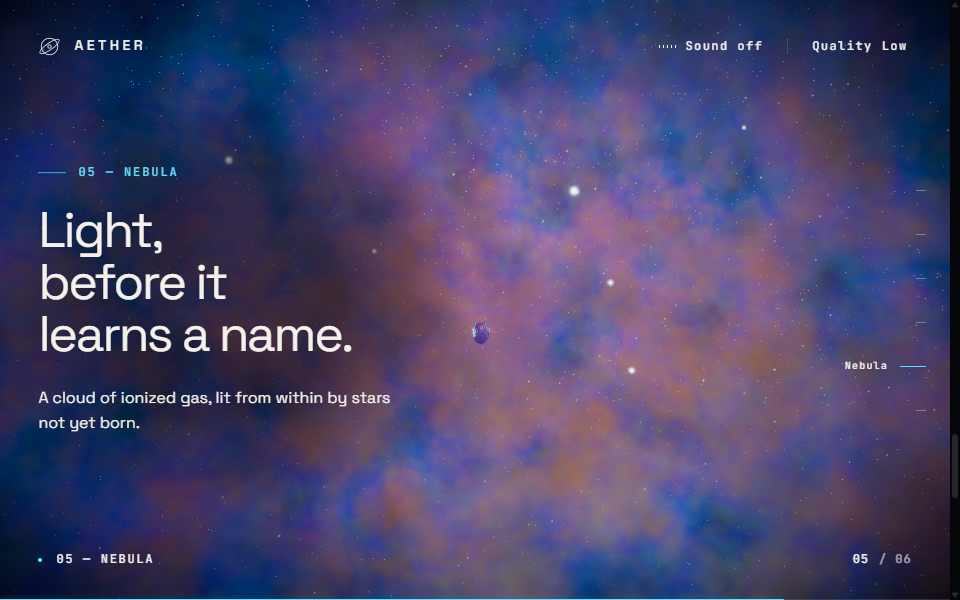 AETHER
Sound off
Quality Low
05 — NEBULA
Light,
before it
learns a name.
A cloud of ionized gas, lit from within by stars
not yet born.
Nebula
05 — NEBULA
05 / 06